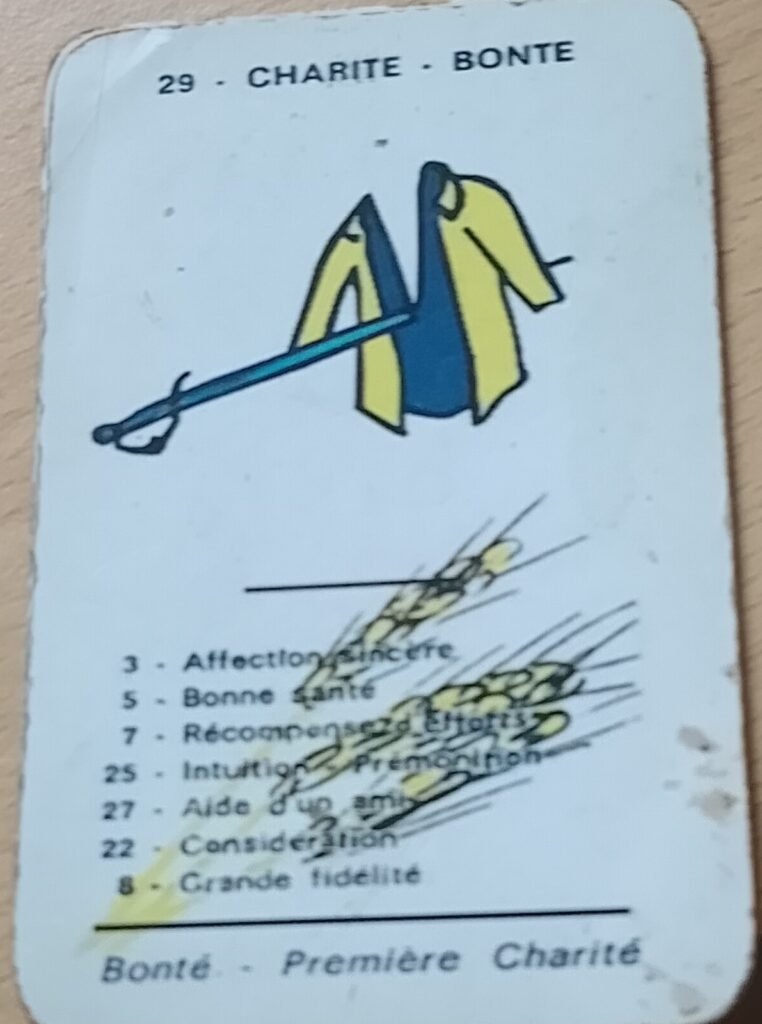 29 - CHARITE - BONTE
3 - Affection sincère
5 - Bonne santé
7 - Récompense d'efforts
25 - Intuition - Prémonition
27 - Aide d'un ami
22 - Considération
8 - Grande fidélité
Bonté - Première Charité